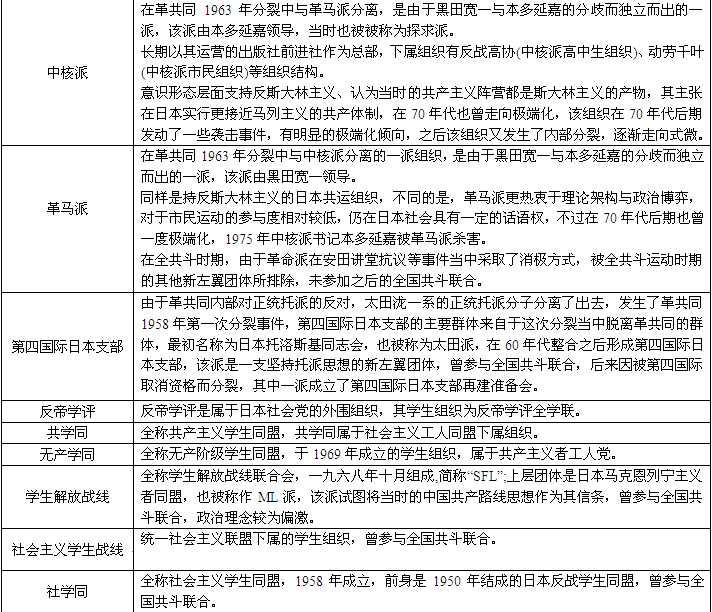 中核派
在革共同 1963 年分裂中与革马派分离，是由于黑田宽一与本多延嘉的分歧而独立而出的一
派，该派由本多延嘉领导，当时也被被称为探求派。
长期以其运营的出版社前进社作为总部，下属组织有反战高协(中核派高中生组织)、动劳千叶
(中核派市民组织)等组织结构。
意识形态层面支持反斯大林主义、认为当时的共产主义阵营都是斯大林主义的产物，其主张
在日本实行更接近马列主义的共产体制，在 70 年代也曾走向极端化，该组织在 70 年代后期
发动了一些袭击事件，有明显的极端化倾向，之后该组织又发生了内部分裂，逐渐走向式微。
革马派
在革共同1963年分裂中与中核派分离的一派组织，是由于黑田宽一与本多延嘉的分歧而独立
而出的一派，该派由黑田宽一领导。
同样是持反斯大林主义的日本共运组织，不同的是，革马派更热衷于理论架构与政治博弈，
对于市民运动的参与度相对较低，仍在日本社会具有一定的话语权，不过在 70 年代后期也曾
一度极端化，1975 年中核派书记本多延嘉被革马派杀害。
在全共斗时期，由于革命派在安田讲堂抗议等事件当中采取了消极方式，被全共斗运动时期
的其他新左翼团体所排除，未参加之后的全国共斗联合。
第四国际日本支部
由于革共同内部对正统托派的反对，太田泷一系的正统托派分子分离了出去，发生了革共同
1958 年第一次分裂事件，第四国际日本支部的主要群体来自于这次分裂当中脱离革共同的群
体，最初名称为日本托洛斯基同志会，也被称为太田派，在 60 年代整合之后形成第四国际日
本支部，该派是一支坚持托派思想的新左翼团体，曾参与全国共斗联合，后来因被第四国际
取消资格而分裂，其中一派成立了第四国际日本支部再建准备会。
反帝学评
反帝学评是属于日本社会党的外围组织，其学生组织为反帝学评全学联。
共学同
全称共产主义学生同盟，共学同属于社会主义工人同盟下属组织。
无产学同
全称无产阶级学生同盟，于 1969 年成立的学生组织，属于共产主义者工人党。
学生解放战线
全称学生解放战线联合会，一九六八年十月组成,简称“SFL”;上层团体是日本马克恩列宁主义
者同盟，也被称作 ML 派，该派试图将当时的中国共产路线思想作为其信条，曾参与全国共
斗联合，政治理念较为偏激。
社会主义学生战线
统一社会主义联盟下属的学生组织，曾参与全国共斗联合。
社学同
全称社会主义学生同盟，1958 年成立，前身是 1950 年结成的日本反战学生同盟，曾参与全
国共斗联合。